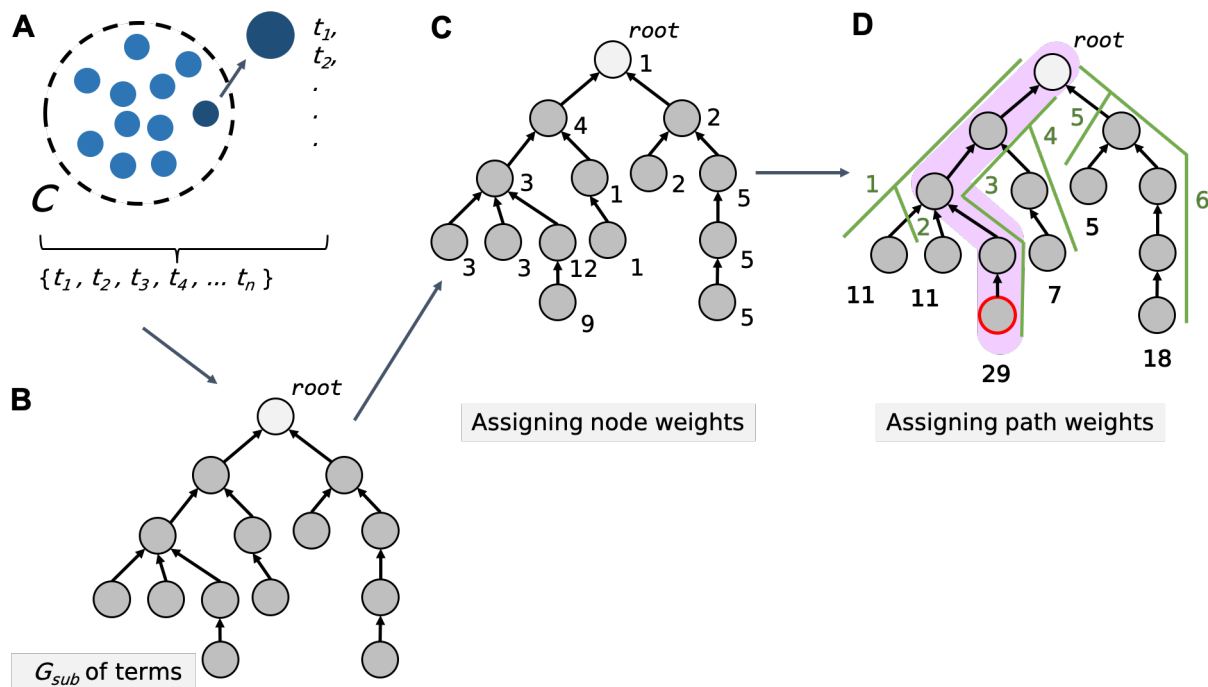 A
t1,
t2,
.
.
.
C
{t1, t2, t3, t4, ... tn}
B
root
Gsub of terms
C
root
1
4
2
3
1
2
5
3
3
12
1
5
9
5
Assigning node weights
D
root
5
4
1
3
6
2
5
11
11
7
29
18
Assigning path weights